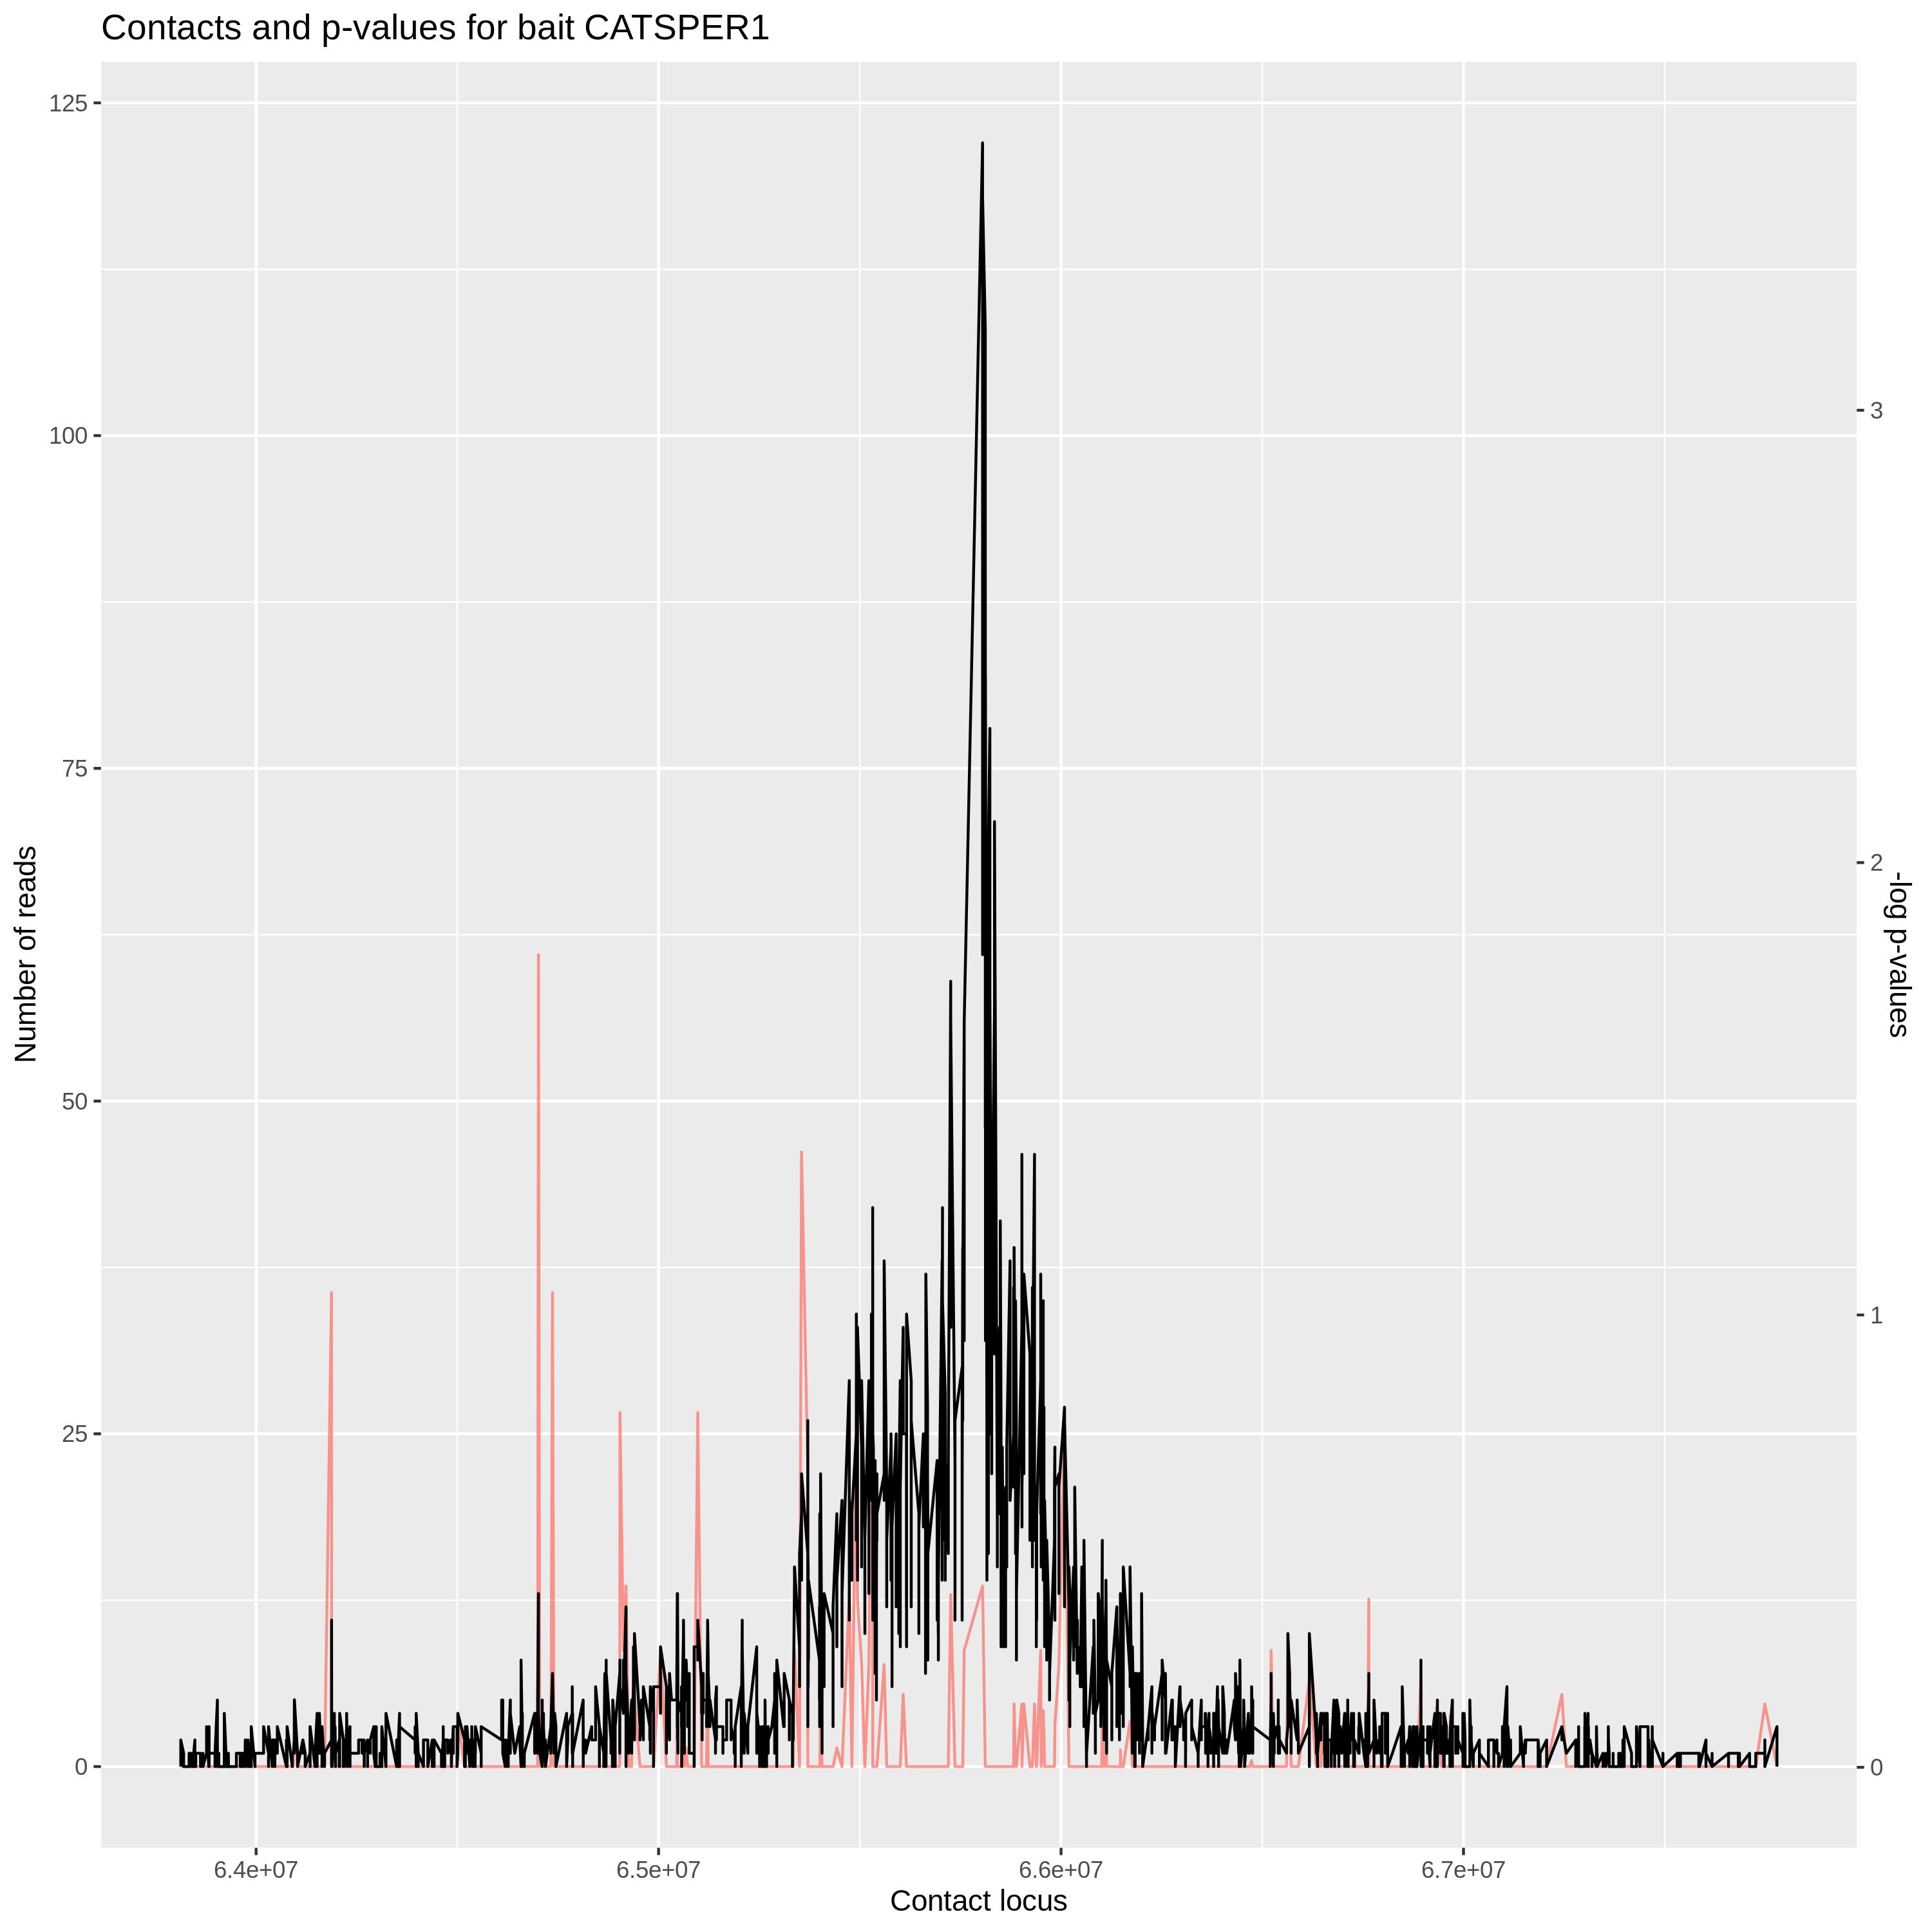 Contacts and p-values for bait CATSPER1
125
100
75
50
25
0
Number of reads
3
2
1
0
-log p-values
6.4e+07
6.5e+07
6.6e+07
6.7e+07
Contact locus